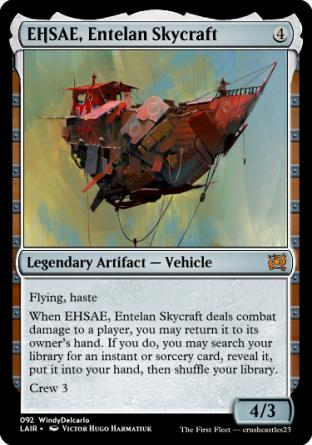 EHSAE, Entelan Skycraft 4
Legendary Artifact — Vehicle
Flying, haste
When EHSAE, Entelan Skycraft deals combat
damage to a player, you may return it to its
owner's hand. If you do, you may search your
library for an instant or sorcery card, reveal it,
put it into your hand, then shuffle your library.
Crew 3
4/3
092 WindyDelcarlo
LAIR • Victor Hugo Harmatiuk
The First Fleet — crushcastles23